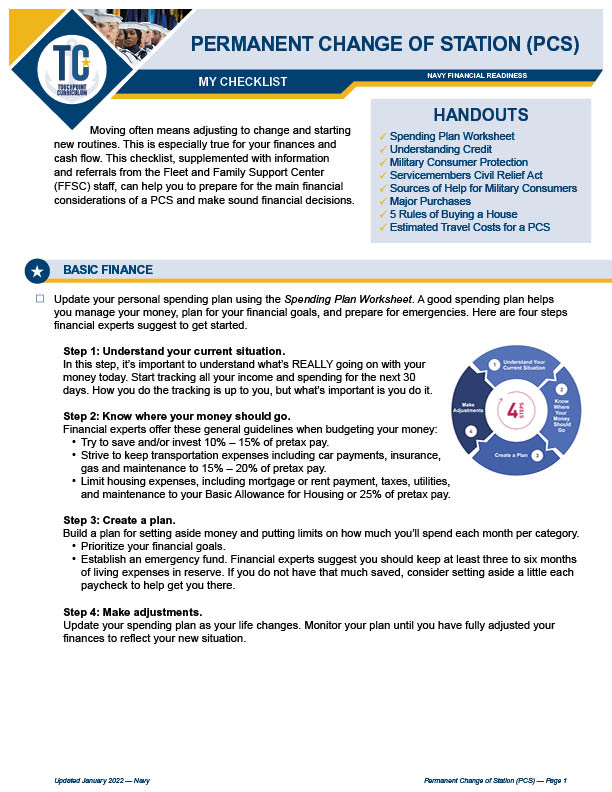 TC
TOUCHPOINT
CURRICULUM
PERMANENT CHANGE OF STATION (PCS)
MY CHECKLIST
NAVY FINANCIAL READINESS
Moving often means adjusting to change and starting
new routines. This is especially true for your finances and
cash flow. This checklist, supplemented with information
and referrals from the Fleet and Family Support Center
(FFSC) staff, can help you to prepare for the main financial
considerations of a PCS and make sound financial decisions.
HANDOUTS
✓ Spending Plan Worksheet
✓ Understanding Credit
✓ Military Consumer Protection
✓ Servicemembers Civil Relief Act
✓ Sources of Help for Military Consumers
✓ Major Purchases
✓ 5 Rules of Buying a House
✓ Estimated Travel Costs for a PCS
BASIC FINANCE
☐ Update your personal spending plan using the Spending Plan Worksheet. A good spending plan helps
you manage your money, plan for your financial goals, and prepare for emergencies. Here are four steps
financial experts suggest to get started.
Step 1: Understand your current situation.
In this step, it's important to understand what's REALLY going on with your
money today. Start tracking all your income and spending for the next 30
days. How you do the tracking is up to you, but what's important is you do it.
Step 2: Know where your money should go.
Financial experts offer these general guidelines when budgeting your money:
• Try to save and/or invest 10% – 15% of pretax pay.
• Strive to keep transportation expenses including car payments, insurance,
gas and maintenance to 15% – 20% of pretax pay.
• Limit housing expenses, including mortgage or rent payment, taxes, utilities,
and maintenance to your Basic Allowance for Housing or 25% of pretax pay.
1 Understand Your
Current Situation
2
Know
Where
Your
Money
Should
Go
Create a Plan 3
Make
Adjustments
4 STEPS
Step 3: Create a plan.
Build a plan for setting aside money and putting limits on how much you'll spend each month per category.
• Prioritize your financial goals.
• Establish an emergency fund. Financial experts suggest you should keep at least three to six months
of living expenses in reserve. If you do not have that much saved, consider setting aside a little each
paycheck to help get you there.
Step 4: Make adjustments.
Update your spending plan as your life changes. Monitor your plan until you have fully adjusted your
finances to reflect your new situation.
Updated January 2022 — Navy
Permanent Change of Station (PCS) — Page 1